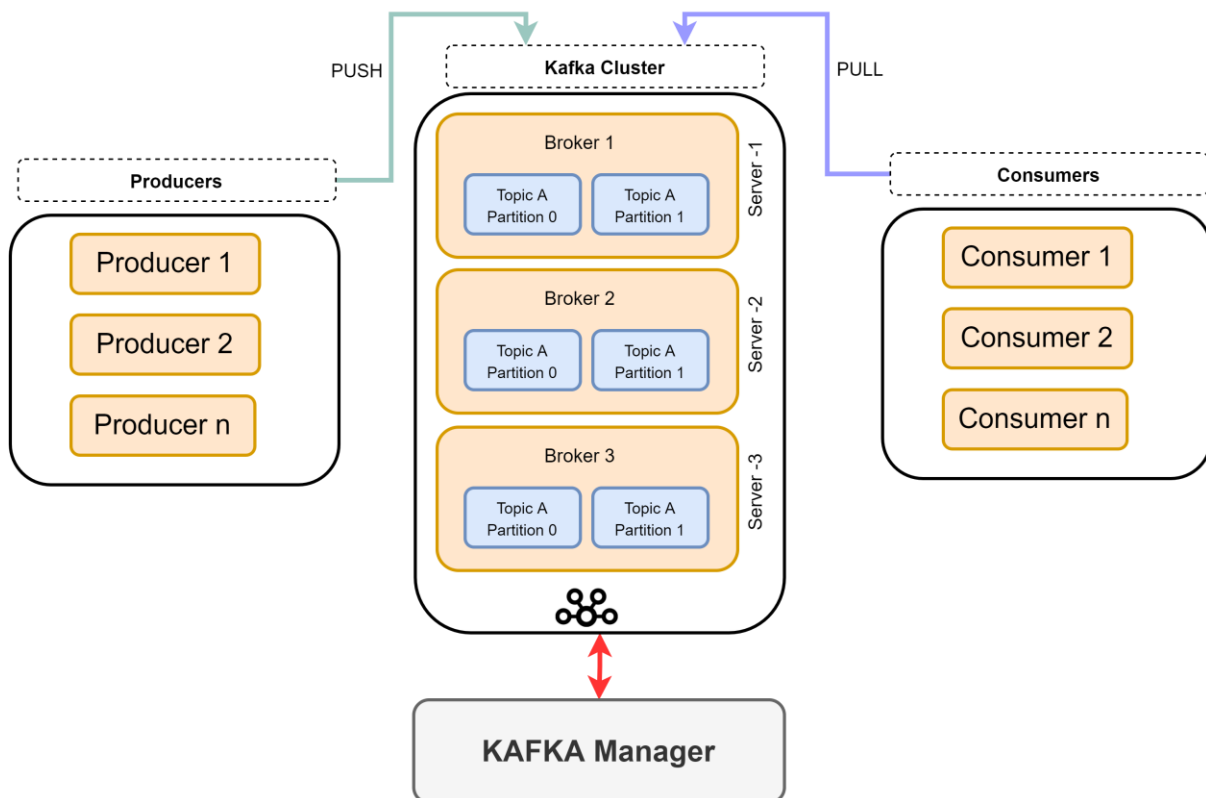 PUSH
Kafka Cluster
PULL
Producers
Producer 1
Producer 2
Producer n
Broker 1
Topic A
Partition 0
Topic A
Partition 1
Server -1
Broker 2
Topic A
Partition 0
Topic A
Partition 1
Server -2
Broker 3
Topic A
Partition 0
Topic A
Partition 1
Server -3
Consumers
Consumer 1
Consumer 2
Consumer n
KAFKA Manager